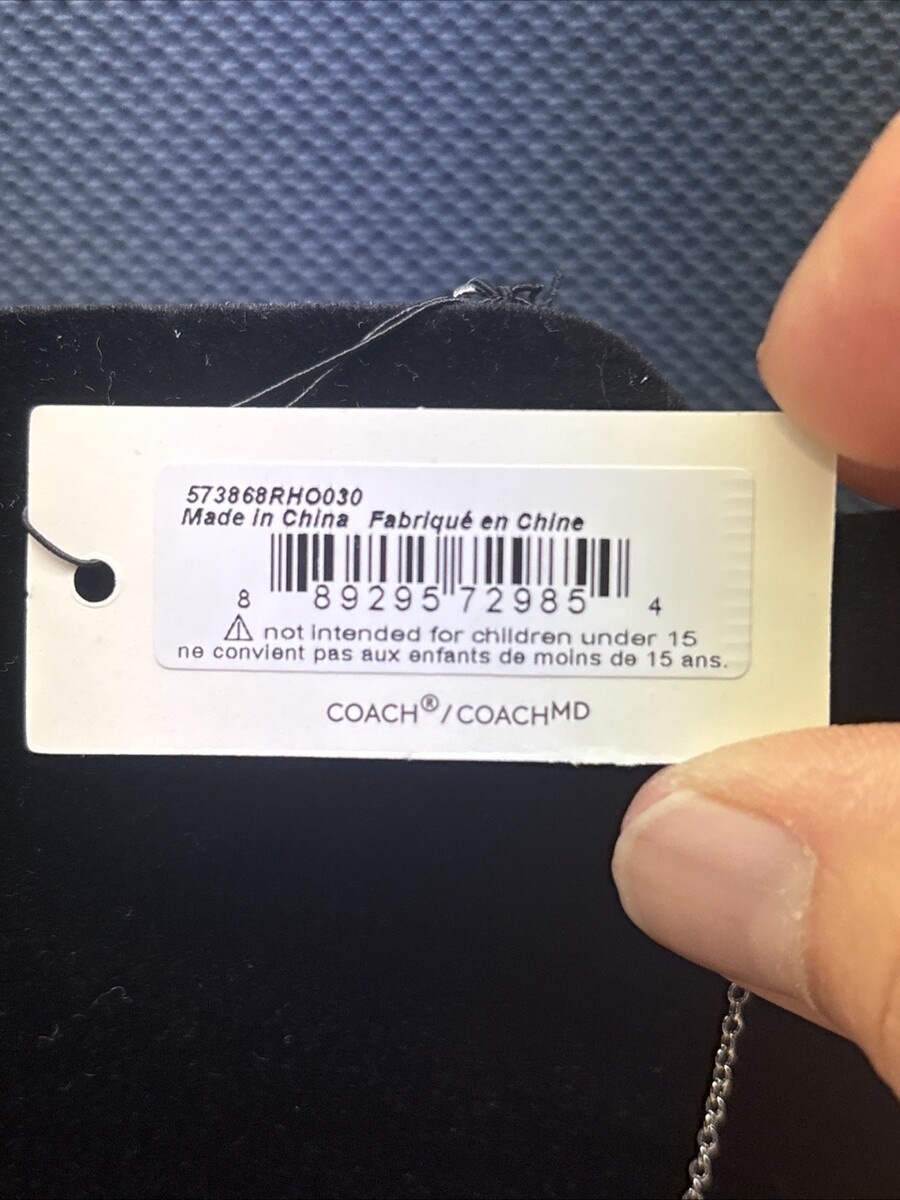 573868RHO030
Made in China Fabriqué en Chine
8 89295 72985 4
⚠ not intended for children under 15
ne convient pas aux enfants de moins de 15 ans.
COACH®/COACHMD